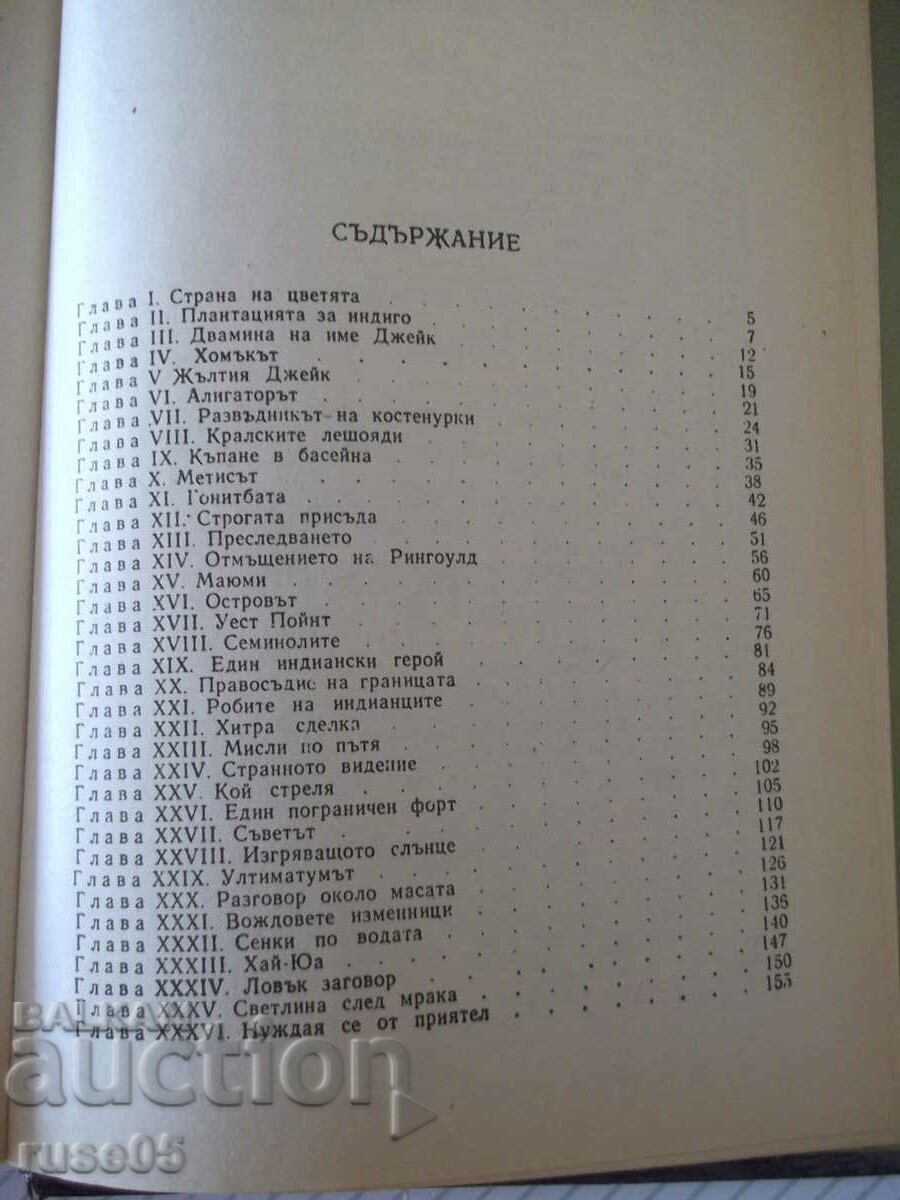 СЪДЪРЖАНИЕ
Глава I. Страна на цветята . . . . . . . . 5
Глава II. Плантацията за индиго . . . . . . . . 7
Глава III. Двамина на име Джейк . . . . . . . . 12
Глава IV. Хомъкът . . . . . . . . 15
Глава V Жълтия Джейк . . . . . . . . 19
Глава VI. Алигаторът . . . . . . . . 21
Глава VII. Развъдникът на костенурки . . . . . . . . 24
Глава VIII. Кралските лешояди . . . . . . . . 31
Глава IX. Къпане в басейна . . . . . . . . 35
Глава X. Метисът . . . . . . . . 38
Глава XI. Гонитбата . . . . . . . . 42
Глава XII. Строгата присъда . . . . . . . . 46
Глава XIII. Преследването . . . . . . . . 51
Глава XIV. Отмъщението на Рингоулд . . . . . . . . 56
Глава XV. Маюми . . . . . . . . 60
Глава XVI. Островът . . . . . . . . 65
Глава XVII. Уест Пойнт . . . . . . . . 71
Глава XVIII. Семинолите . . . . . . . . 76
Глава XIX. Един индиански герой . . . . . . . . 81
Глава XX. Правосъдие на границата . . . . . . . . 84
Глава XXI. Робите на индианците . . . . . . . . 89
Глава XXII. Хитра сделка . . . . . . . . 92
Глава XXIII. Мисли по пътя . . . . . . . . 95
Глава XXIV. Странното видение . . . . . . . . 98
Глава XXV. Кой стреля . . . . . . . . 102
Глава XXVI. Един пограничен форт . . . . . . . . 105
Глава XXVII. Съветът . . . . . . . . 110
Глава XXVIII. Изгряващото слънце . . . . . . . . 117
Глава XXIX. Ултиматумът . . . . . . . . 121
Глава XXX. Разговор около масата . . . . . . . . 126
Глава XXXI. Вождовете изменници . . . . . . . . 131
Глава XXXII. Сенки по водата . . . . . . . . 136
Глава XXXIII. Хай-Юа . . . . . . . . 140
Глава XXXIV. Ловък заговор . . . . . . . . 147
Глава XXXV. Светлина след мрака . . . . . . . . 150
Глава XXXVI. Нуждая се от приятел . . . . . . . . 155
BALKAN
auction
ruse05